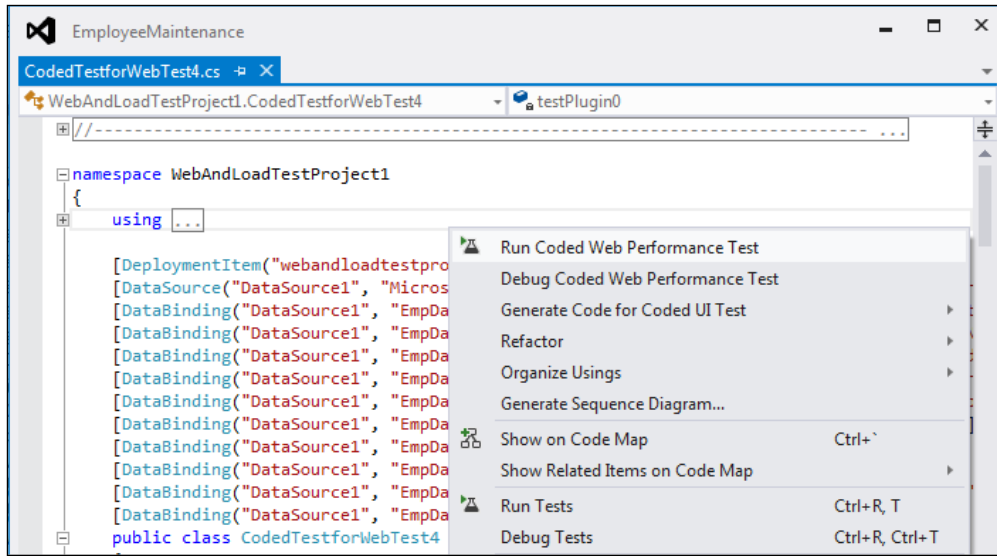 EmployeeMaintenance
CodedTestforWebTest4.cs
WebAndLoadTestProject1.CodedTestforWebTest4 testPlugin0
//------------------------------------------------------------------------------ ...
namespace WebAndLoadTestProject1
{
using ...
[DeploymentItem("webandloadtestpro
[DataSource("DataSource1", "Micros
[DataBinding("DataSource1", "EmpDa
[DataBinding("DataSource1", "EmpDa
[DataBinding("DataSource1", "EmpDa
[DataBinding("DataSource1", "EmpDa
[DataBinding("DataSource1", "EmpDa
[DataBinding("DataSource1", "EmpDa
[DataBinding("DataSource1", "EmpDa
[DataBinding("DataSource1", "EmpDa
[DataBinding("DataSource1", "EmpDa
[DataBinding("DataSource1", "EmpDa
public class CodedTestforWebTest4
Run Coded Web Performance Test
Debug Coded Web Performance Test
Generate Code for Coded UI Test
Refactor
Organize Usings
Generate Sequence Diagram...
Show on Code Map Ctrl+`
Show Related Items on Code Map
Run Tests Ctrl+R, T
Debug Tests Ctrl+R, Ctrl+T